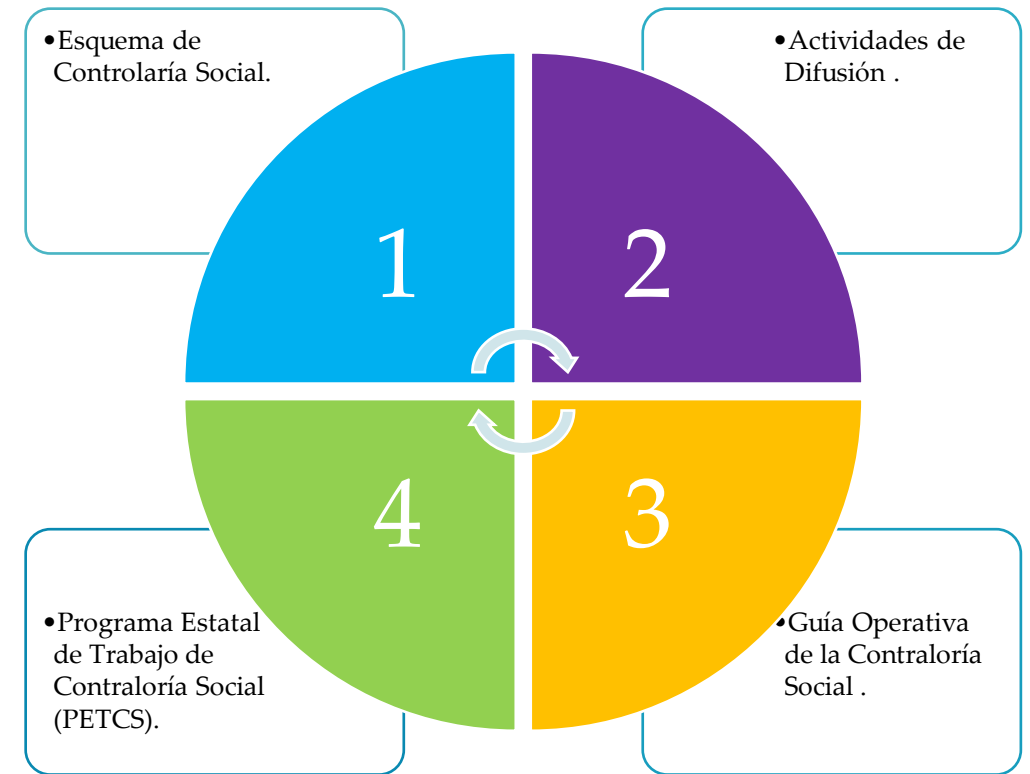 •Esquema de
Controlaría Social.
1
•Actividades de
Difusión .
2
•Guía Operativa
de la Contraloría
Social .
3
•Programa Estatal
de Trabajo de
Contraloría Social
(PETCS).
4